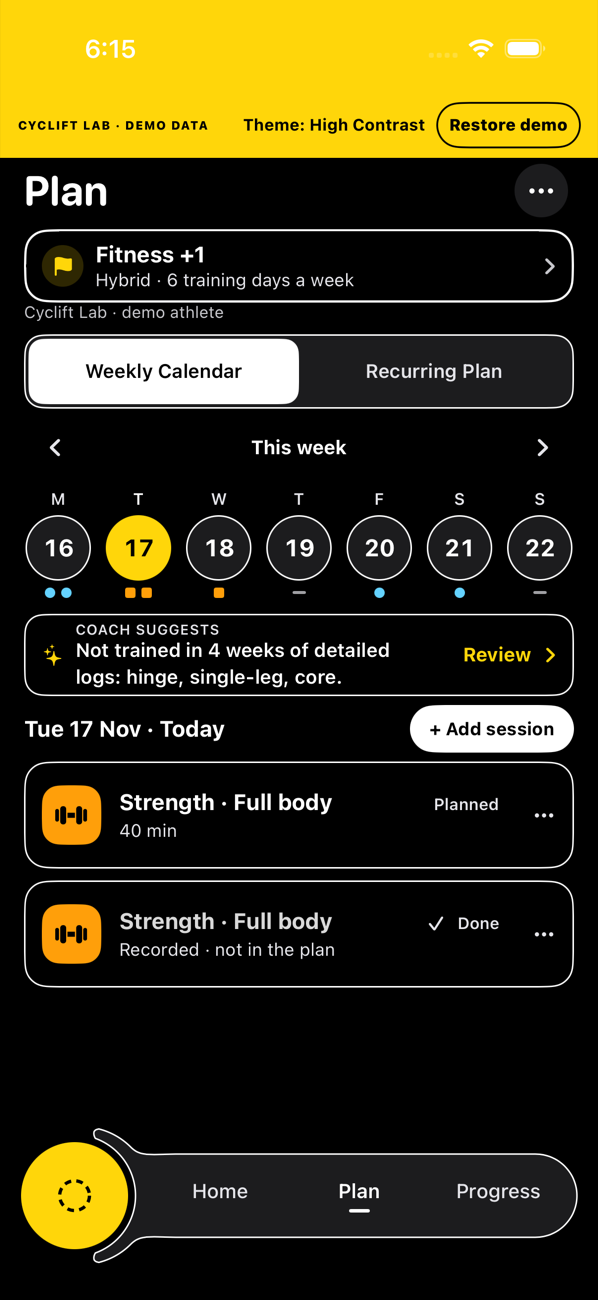 6:15
CYCLIFT LAB · DEMO DATA
Theme: High Contrast
Restore demo
Plan
Fitness +1
Hybrid · 6 training days a week
Cyclift Lab · demo athlete
Weekly Calendar
Recurring Plan
This week
M T W T F S S
16 17 18 19 20 21 22
COACH SUGGESTS
Not trained in 4 weeks of detailed
logs: hinge, single-leg, core.
Review
Tue 17 Nov · Today
+ Add session
Strength · Full body
Planned
40 min
Strength · Full body
Done
Recorded · not in the plan
Home
Plan
Progress